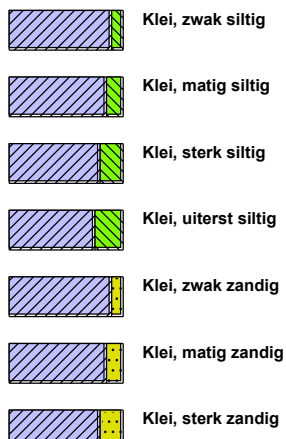 Klei, zwak siltig
Klei, matig siltig
Klei, sterk siltig
Klei, uiterst siltig
Klei, zwak zandig
Klei, matig zandig
Klei, sterk zandig